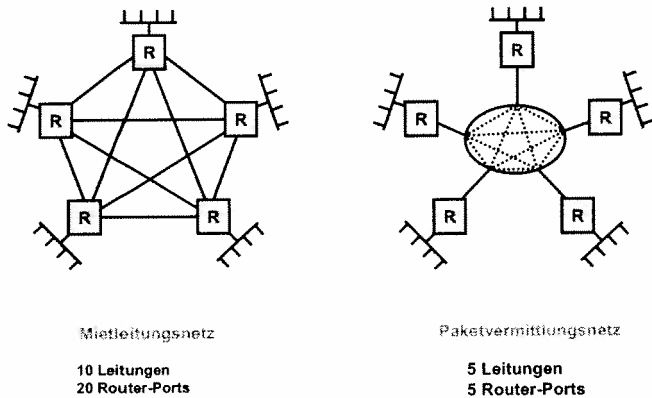 R
R
R
R
R
R
R
R
R
R
Mietleitungsnetz
10 Leitungen
20 Router-Ports
Paketvermittlungsnetz
5 Leitungen
5 Router-Ports